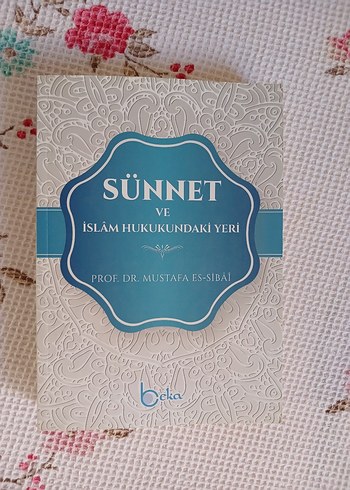 SÜNNET
VE
İSLÂM HUKUKUNDAKİ YERİ
PROF. DR. MUSTAFA ES-SİBÂÎ
beka